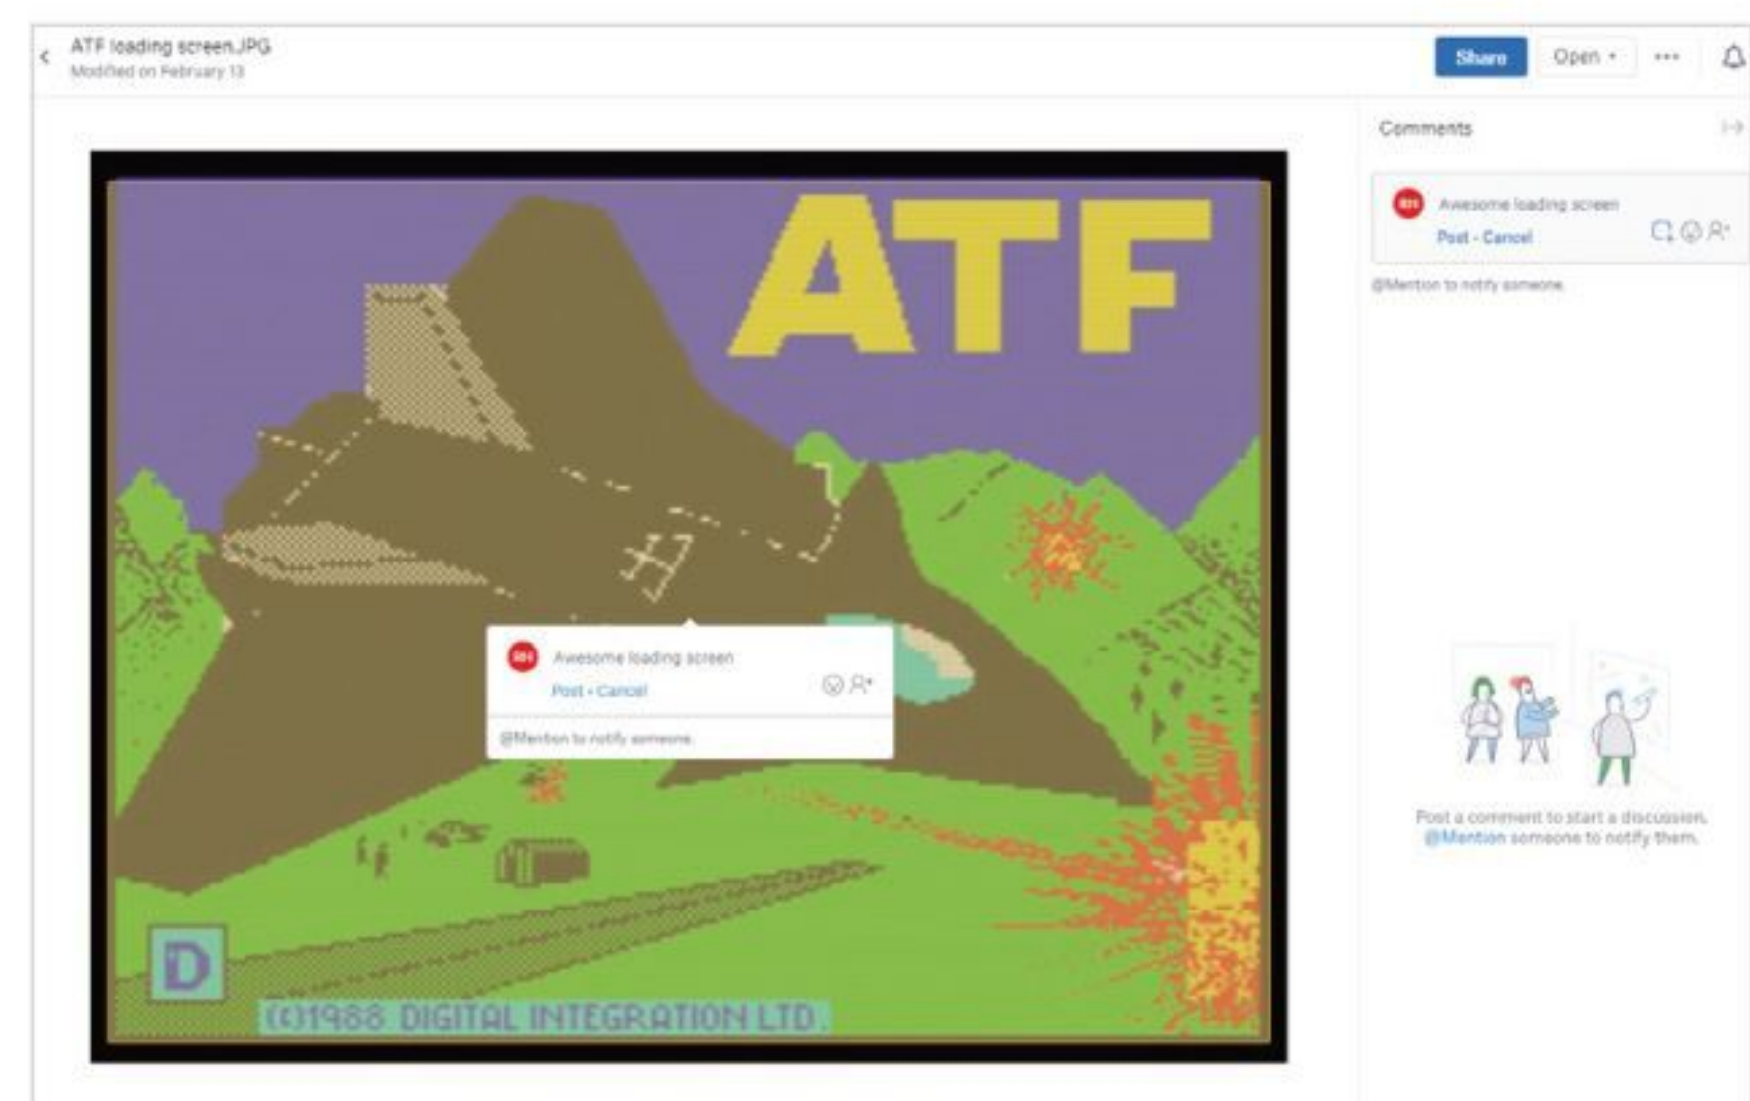 ATF loading screen.JPG
Modified on February 13
Share
Open
Comments
Awesome loading screen
Post - Cancel
@Mention to notify someone.
ATF
Awesome loading screen
Post • Cancel
@Mention to notify someone.
Post a comment to start a discussion.
@Mention someone to notify them.
D
(c)1988 DIGITAL INTEGRATION LTD.